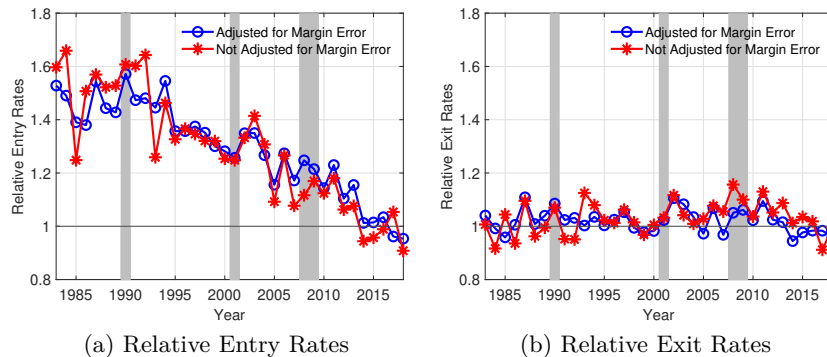 1.8
1.6
1.4
1.2
1
0.8
Relative Entry Rates
Adjusted for Margin Error
Not Adjusted for Margin Error
1985 1990 1995 2000 2005 2010 2015
Year
(a) Relative Entry Rates
1.8
1.6
1.4
1.2
1
0.8
Relative Exit Rates
Adjusted for Margin Error
Not Adjusted for Margin Error
1985 1990 1995 2000 2005 2010 2015
Year
(b) Relative Exit Rates